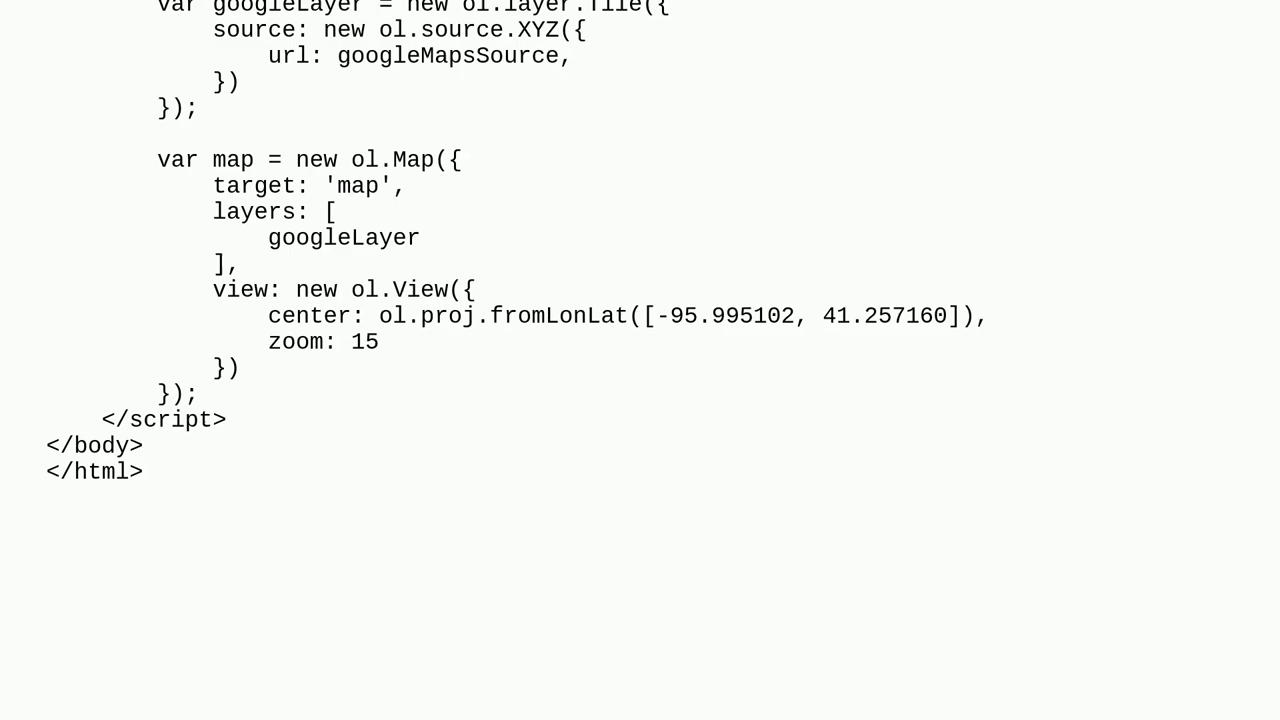 var googleLayer = new ol.layer.Tile({
source: new ol.source.XYZ({
url: googleMapsSource,
})
});
var map = new ol.Map({
target: 'map',
layers: [
googleLayer
],
view: new ol.View({
center: ol.proj.fromLonLat([-95.995102, 41.257160]),
zoom: 15
})
});
</script>
</body>
</html>